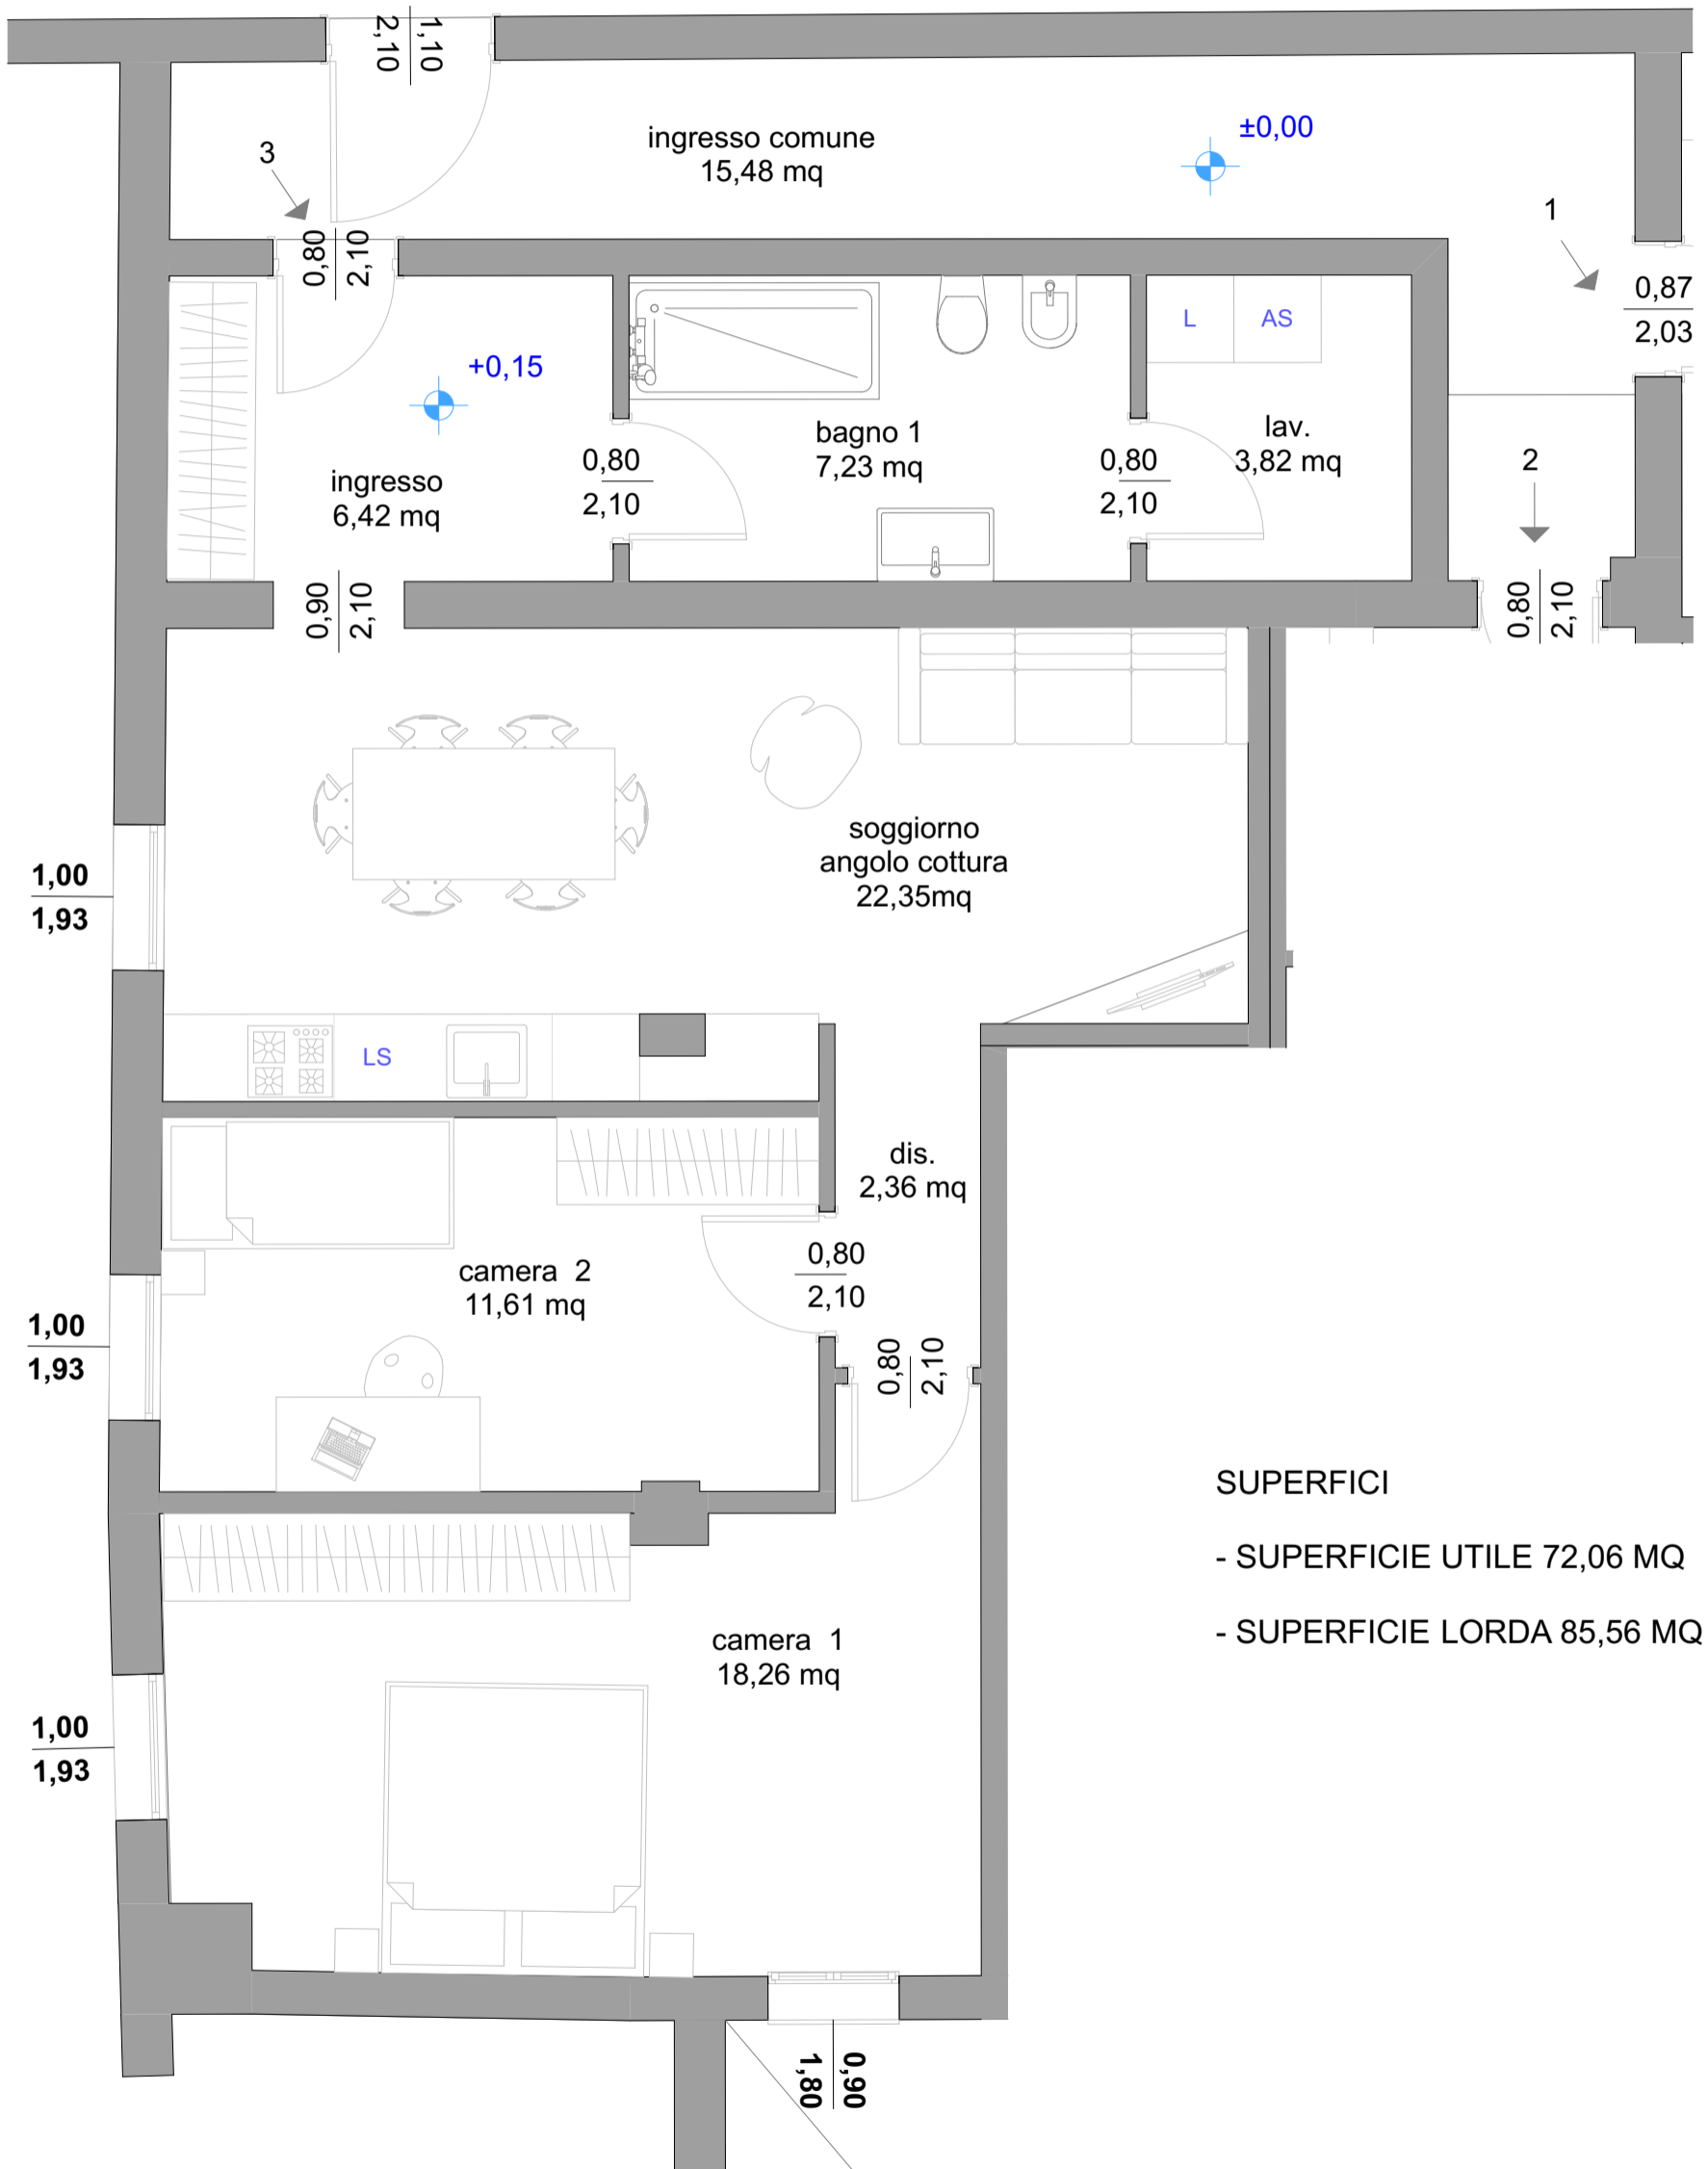 1,10
2,10
ingresso comune
15,48 mq
±0,00
3
1
0,80
2,10
0,87
2,03
L
AS
+0,15
bagno 1
7,23 mq
lav.
3,82 mq
0,80
2,10
0,80
2,10
2
ingresso
6,42 mq
0,90
2,10
0,80
2,10
soggiorno
angolo cottura
22,35mq
1,00
1,93
LS
dis.
2,36 mq
0,80
2,10
camera 2
11,61 mq
1,00
1,93
0,80
2,10
SUPERFICI
- SUPERFICIE UTILE 72,06 MQ
- SUPERFICIE LORDA 85,56 MQ
camera 1
18,26 mq
1,00
1,93
0,90
1,80